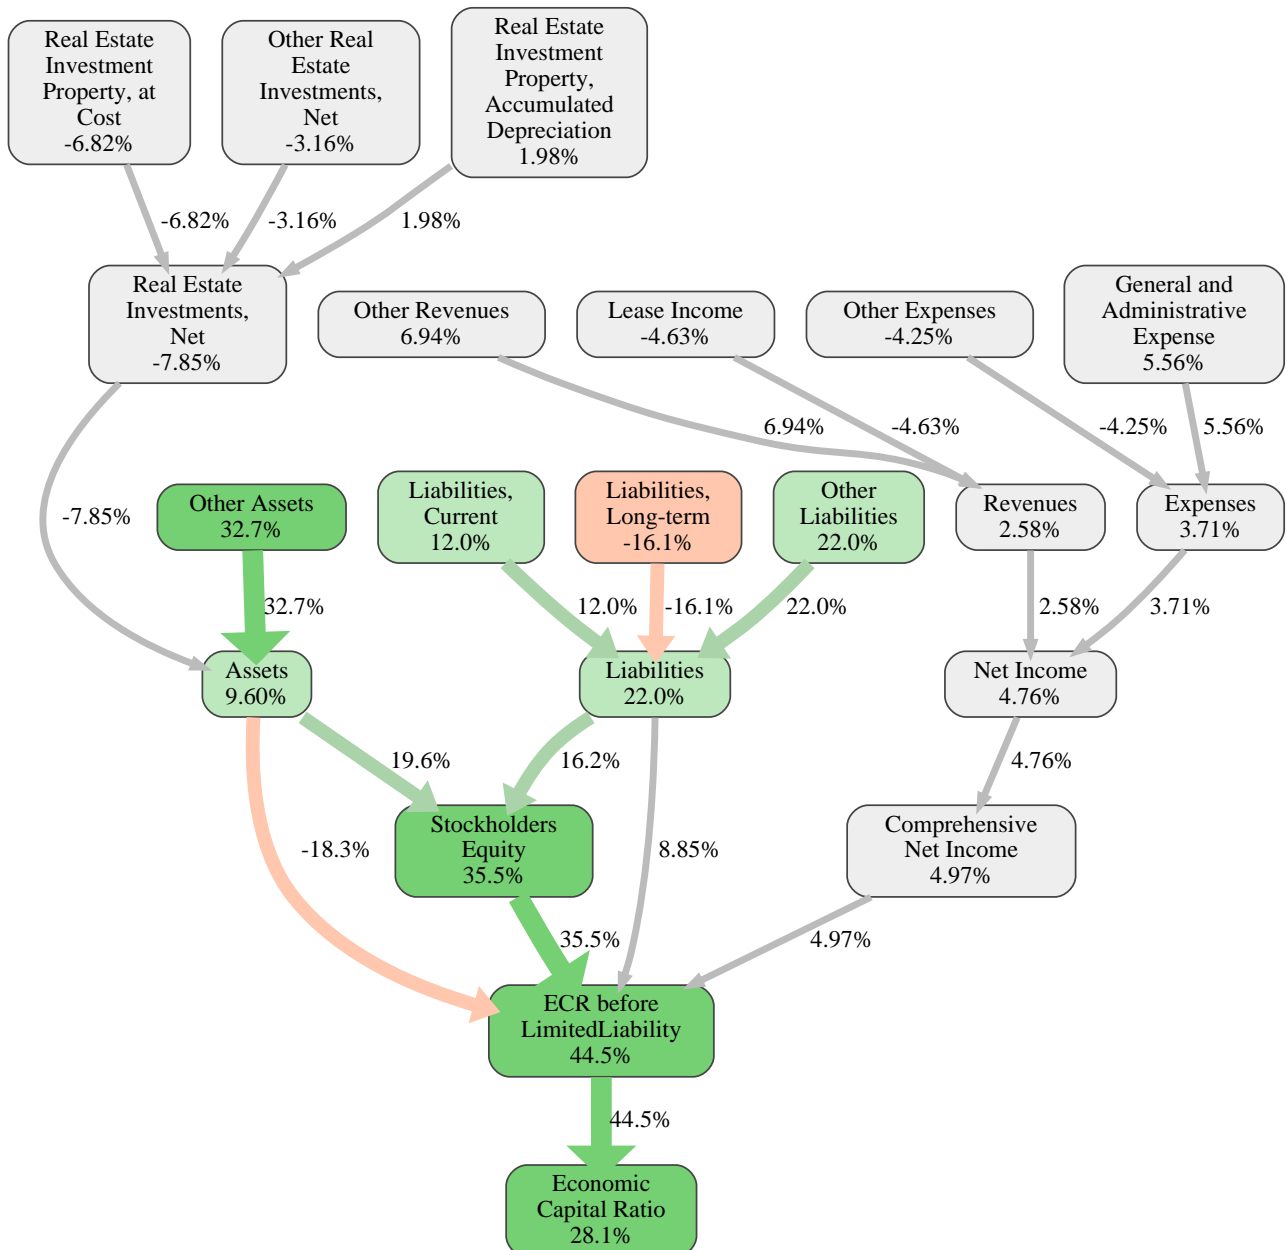 Real Estate
Investment
Property, at
Cost
-6.82%
Other Real
Estate
Investments,
Net
-3.16%
Real Estate
Investment
Property,
Accumulated
Depreciation
1.98%
-6.82%
-3.16%
1.98%
Real Estate
Investments,
Net
-7.85%
Other Revenues
6.94%
Lease Income
-4.63%
Other Expenses
-4.25%
General and
Administrative
Expense
5.56%
6.94%
-4.63%
-4.25%
5.56%
-7.85%
Other Assets
32.7%
Liabilities,
Current
12.0%
Liabilities,
Long-term
-16.1%
Other
Liabilities
22.0%
Revenues
2.58%
Expenses
3.71%
32.7%
12.0%
-16.1%
22.0%
2.58%
3.71%
Assets
9.60%
Liabilities
22.0%
Net Income
4.76%
19.6%
16.2%
4.76%
-18.3%
Stockholders
Equity
35.5%
8.85%
Comprehensive
Net Income
4.97%
35.5%
4.97%
ECR before
LimitedLiability
44.5%
44.5%
Economic
Capital Ratio
28.1%